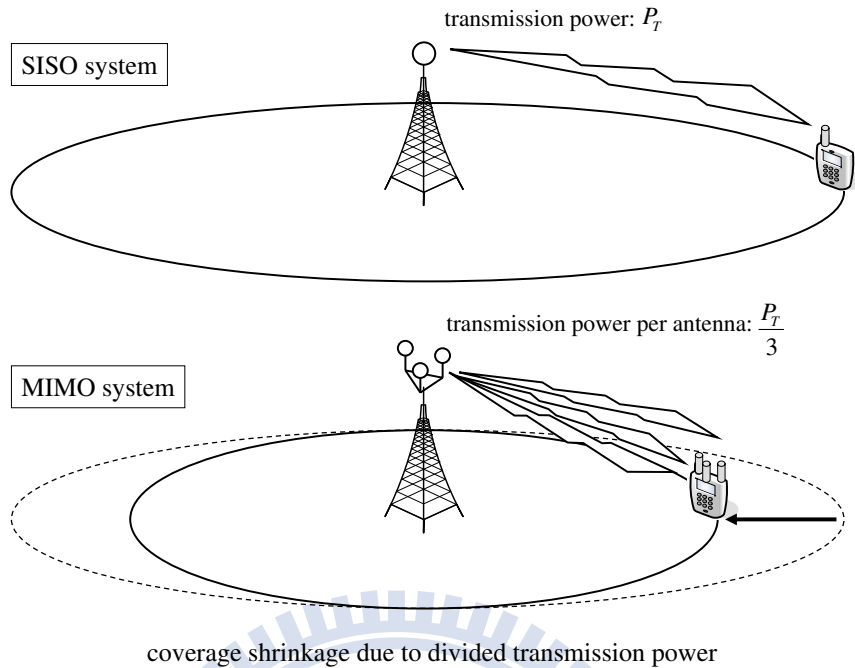 transmission power: P_T
SISO system
transmission power per antenna: P_T/3
MIMO system
coverage shrinkage due to divided transmission power